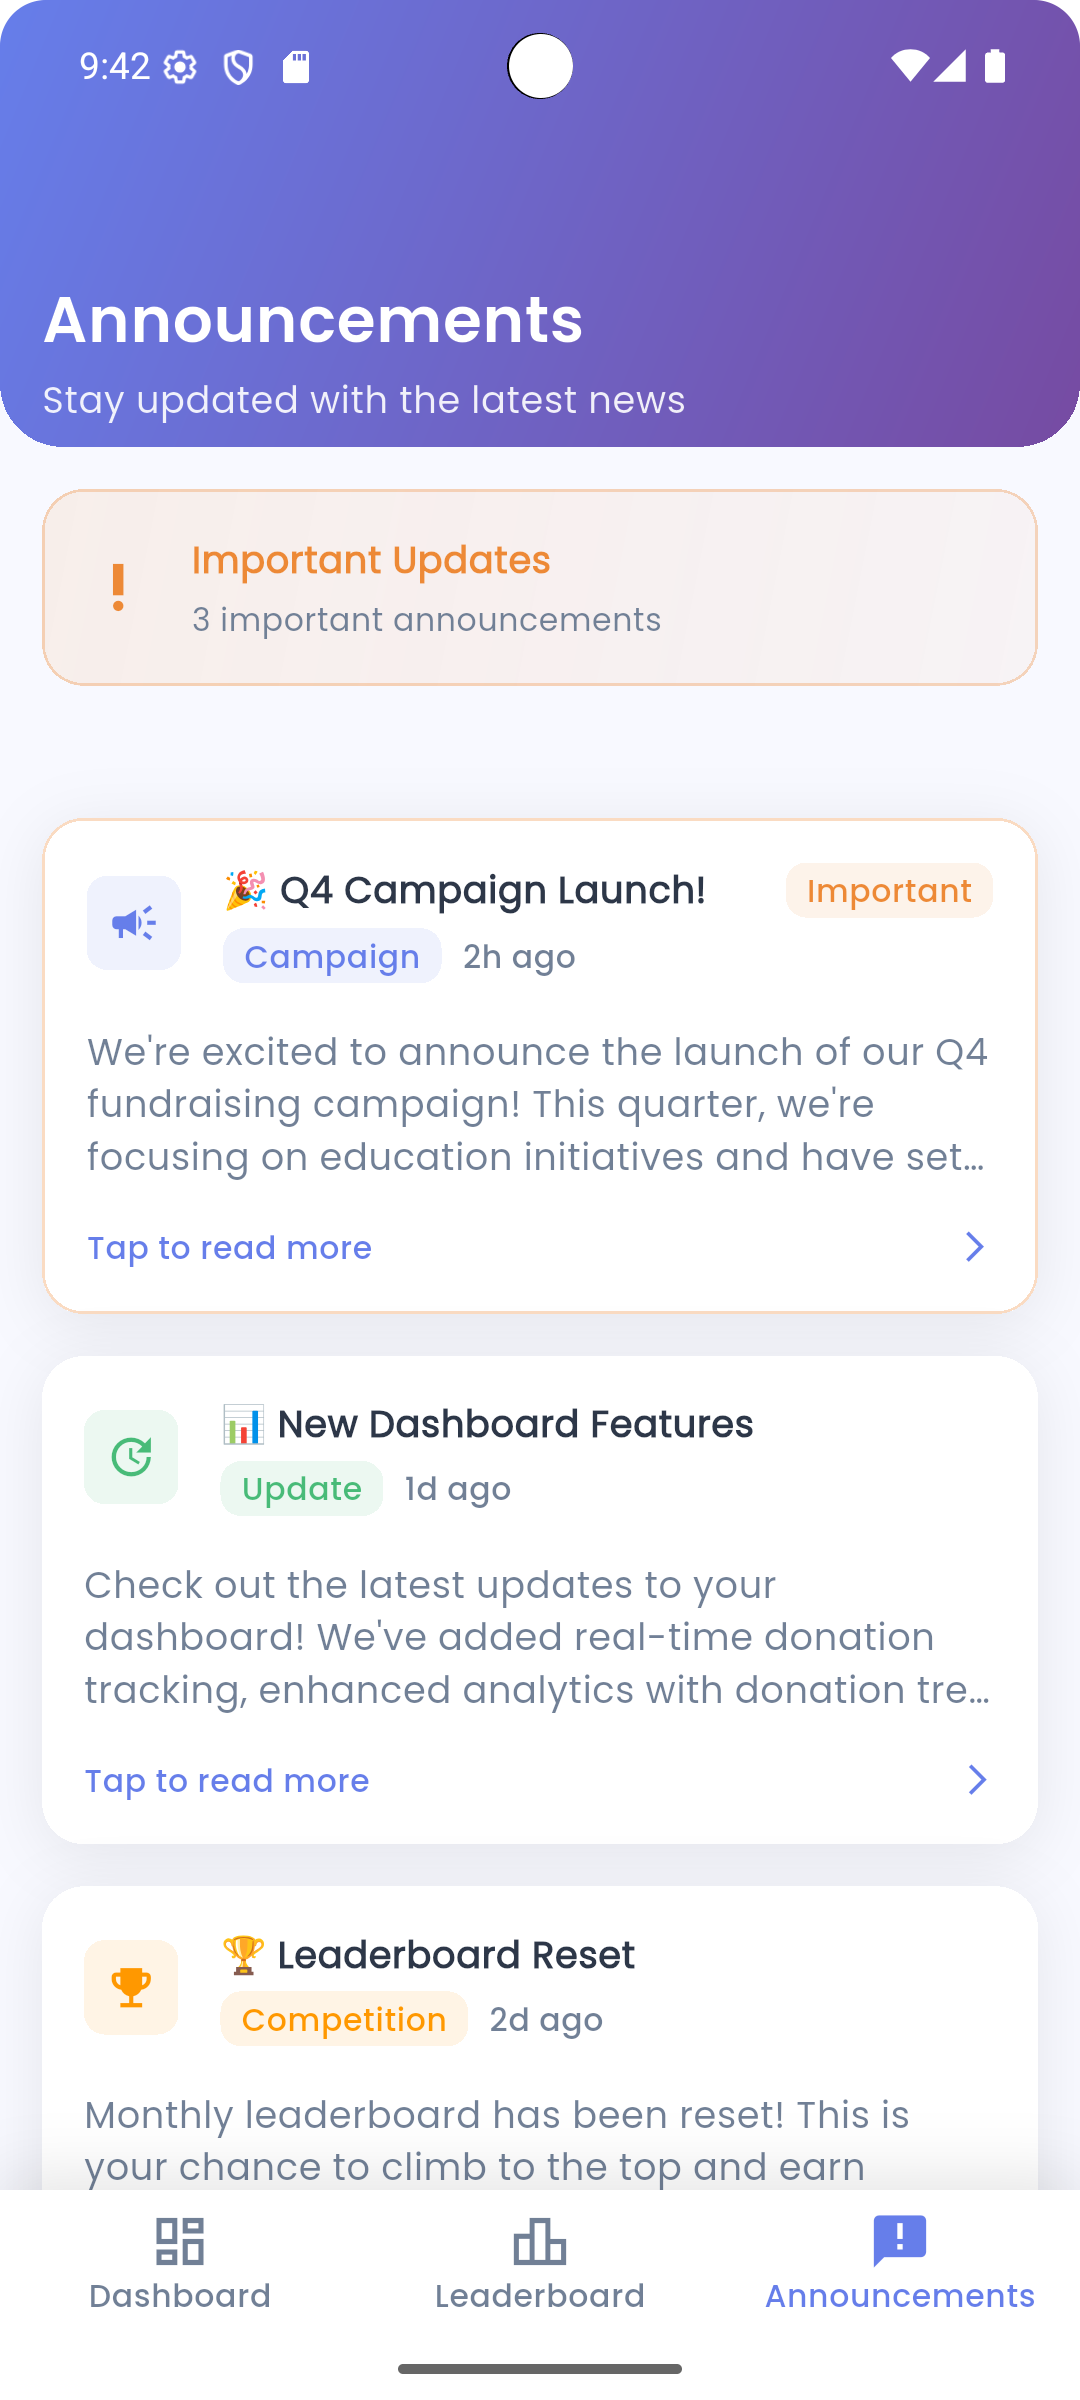 9:42
Announcements
Stay updated with the latest news
Important Updates
3 important announcements
🎉 Q4 Campaign Launch!
Important
Campaign 2h ago
We're excited to announce the launch of our Q4
fundraising campaign! This quarter, we're
focusing on education initiatives and have set...
Tap to read more
📊 New Dashboard Features
Update 1d ago
Check out the latest updates to your
dashboard! We've added real-time donation
tracking, enhanced analytics with donation tre...
Tap to read more
🏆 Leaderboard Reset
Competition 2d ago
Monthly leaderboard has been reset! This is
your chance to climb to the top and earn
Dashboard Leaderboard Announcements